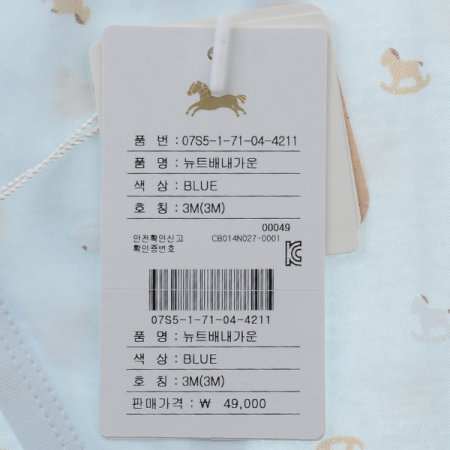 품 번 : 07S5-1-71-04-4211
품 명 : 뉴트배내가운
색 상 : BLUE
호 칭 : 3M(3M)
00049
안전확인신고 CB014N027-0001
확인증번호
07S5-1-71-04-4211
품 명 : 뉴트배내가운
색 상 : BLUE
호 칭 : 3M(3M)
판매가격 : ₩ 49,000